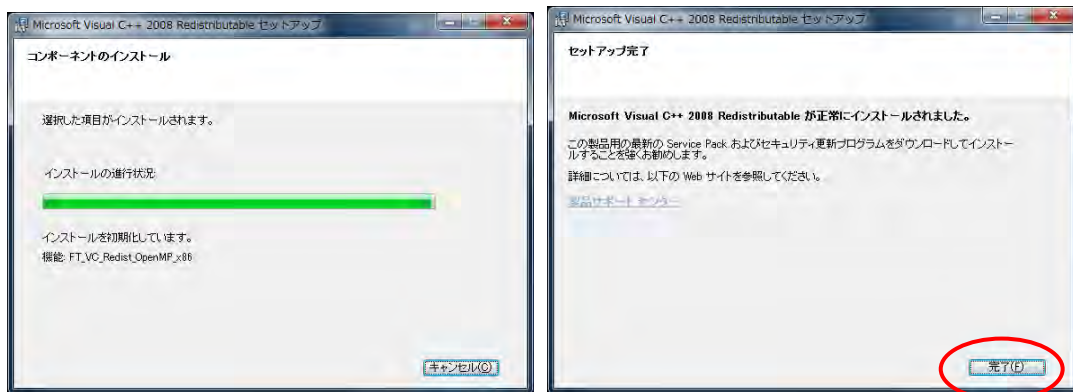 Microsoft Visual C++ 2008 Redistributable セットアップ
コンポーネントのインストール
選択した項目がインストールされます。
インストールの進行状況:
インストールを初期化しています。
機能: FT_VC_Redist_OpenMP_x86
キャンセル(C)
Microsoft Visual C++ 2008 Redistributable セットアップ
セットアップ完了
Microsoft Visual C++ 2008 Redistributable が正常にインストールされました。
この製品用の最新の Service Pack およびセキュリティ更新プログラムをダウンロードしてインストー
ルすることを強くお勧めします。
詳細については、以下の Web サイトを参照してください。
製品サポート センター
完了(F)